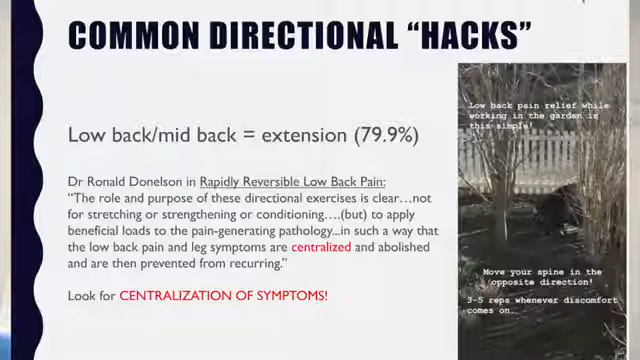 COMMON DIRECTIONAL “HACKS”
Low back/mid back = extension (79.9%)
Dr Ronald Donelson in Rapidly Reversible Low Back Pain:
“The role and purpose of these directional exercises is clear…not
for stretching or strengthening or conditioning….(but) to apply
beneficial loads to the pain-generating pathology...in such a way that
the low back pain and leg symptoms are centralized and abolished
and are then prevented from recurring.”
Look for CENTRALIZATION OF SYMPTOMS!
Low back pain relief while
working in the garden is
this simple!
Move your spine in the
opposite direction!
3-5 reps whenever discomfort
comes on